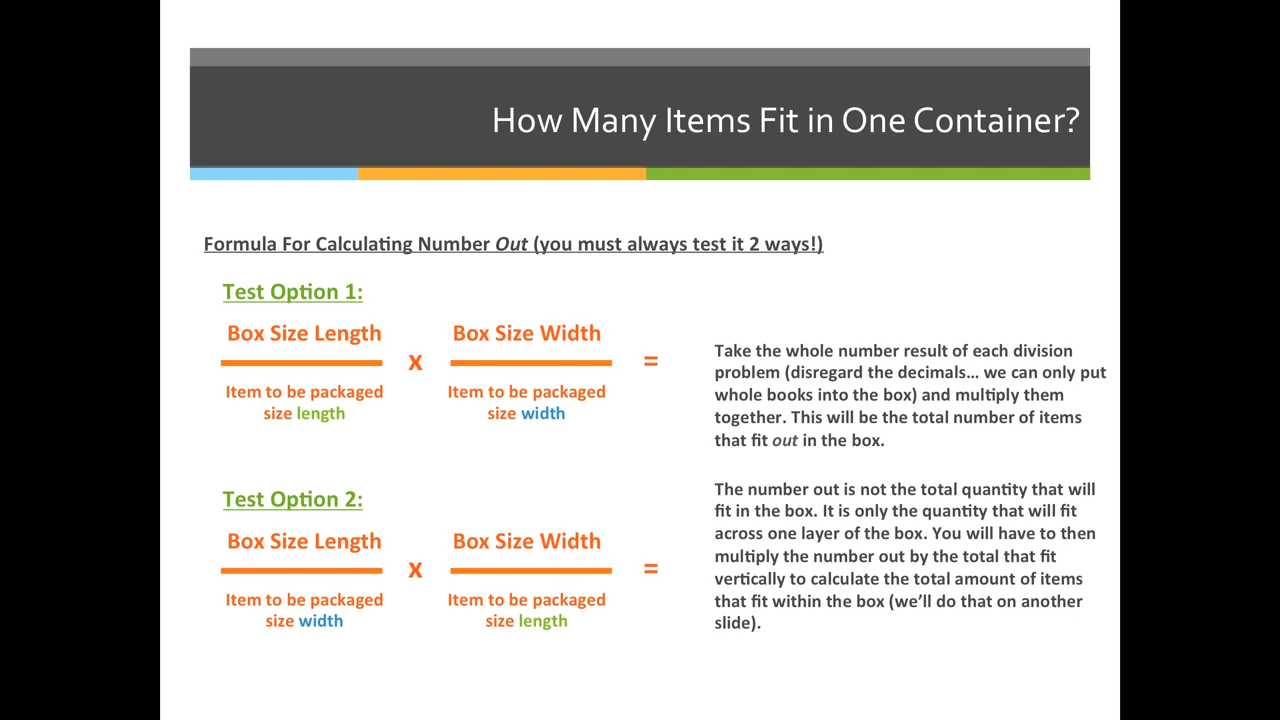 How Many Items Fit in One Container?
Formula For Calculating Number Out (you must always test it 2 ways!)
Test Option 1:
Box Size Length
Item to be packaged
size length
x
Box Size Width
Item to be packaged
size width
=
Take the whole number result of each division
problem (disregard the decimals… we can only put
whole books into the box) and multiply them
together. This will be the total number of items
that fit out in the box.
Test Option 2:
Box Size Length
Item to be packaged
size width
x
Box Size Width
Item to be packaged
size length
=
The number out is not the total quantity that will
fit in the box. It is only the quantity that will fit
across one layer of the box. You will have to then
multiply the number out by the total that fit
vertically to calculate the total amount of items
that fit within the box (we’ll do that on another
slide).